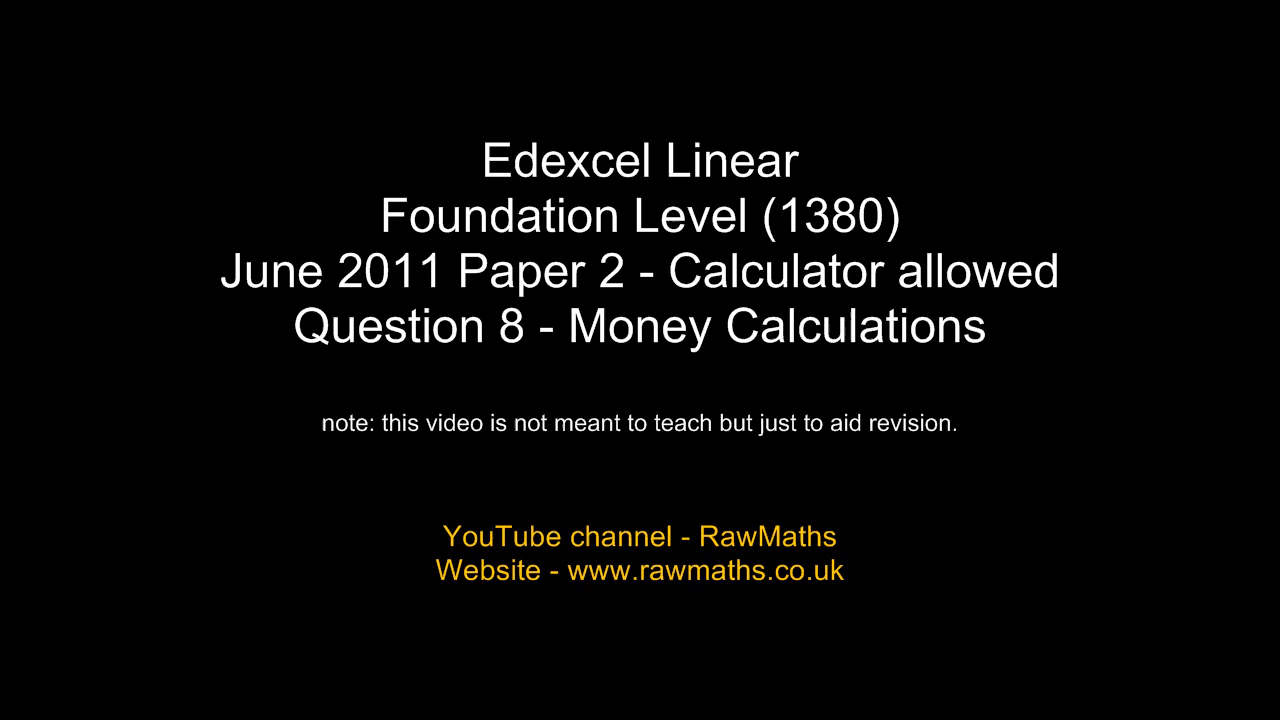 Edexcel Linear
Foundation Level (1380)
June 2011 Paper 2 - Calculator allowed
Question 8 - Money Calculations
note: this video is not meant to teach but just to aid revision.
YouTube channel - RawMaths
Website - www.rawmaths.co.uk